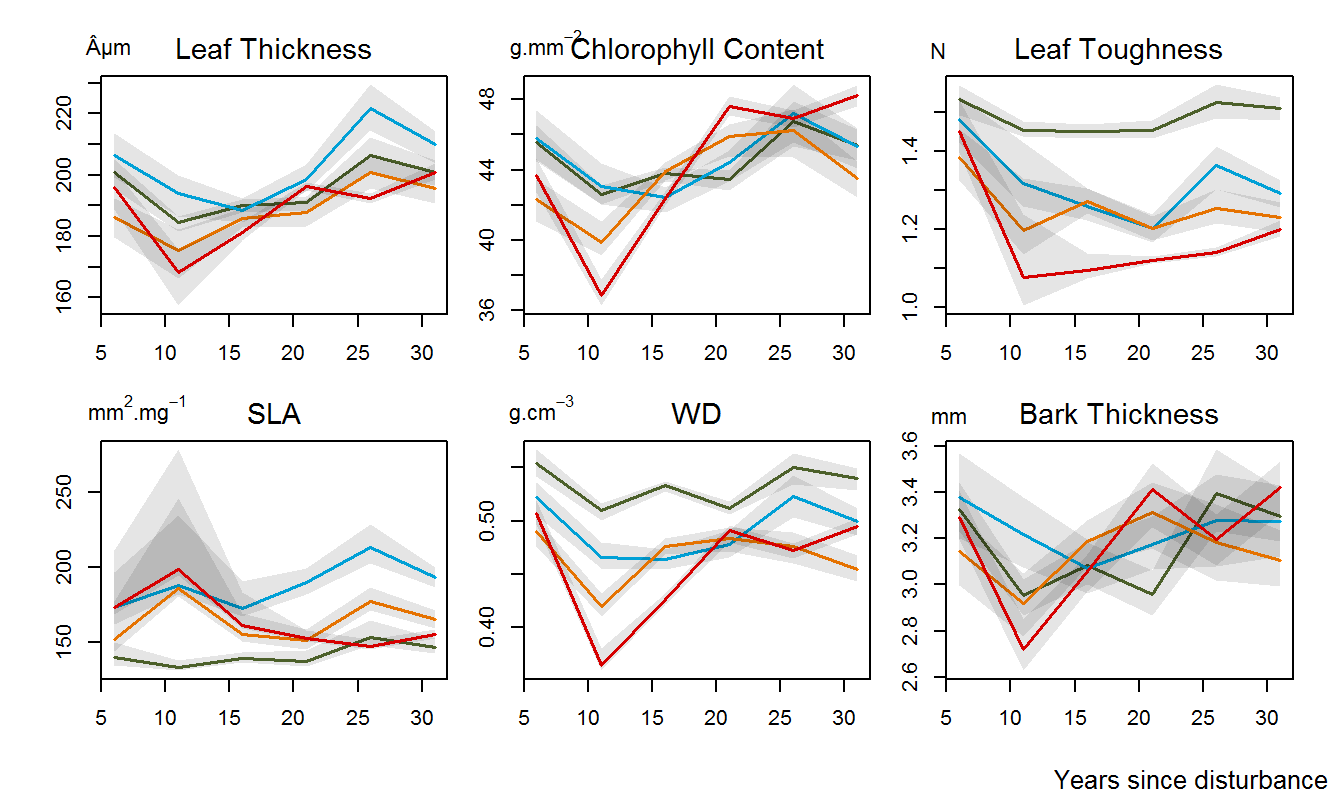 µm Leaf Thickness
160 180 200 220
5 10 15 20 25 30
g.mm⁻² Chlorophyll Content
36 40 44 48
5 10 15 20 25 30
N Leaf Toughness
1.0 1.2 1.4
5 10 15 20 25 30
mm².mg⁻¹ SLA
150 200 250
5 10 15 20 25 30
g.cm⁻³ WD
0.40 0.50
5 10 15 20 25 30
mm Bark Thickness
2.6 2.8 3.0 3.2 3.4 3.6
5 10 15 20 25 30
Years since disturbance